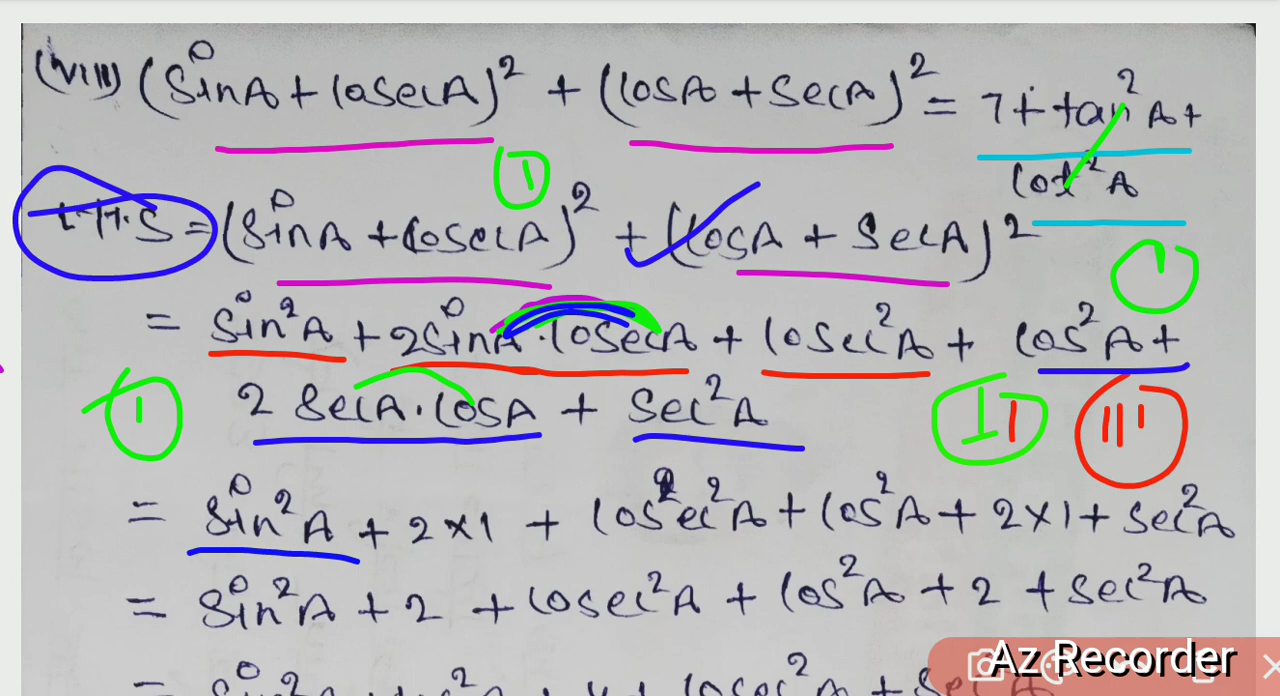 (viii) (SinA + CosecA)² + (CosA + SecA)² = 7 + tan²A +
Cot²A
I
L.H.S = (SinA + CosecA)² + (CosA + SecA)²
I
= Sin²A + 2SinA·CosecA + Cosec²A + Cos²A +
I
2 SecA·CosA + Sec²A
II
III
= Sin²A + 2×1 + Cosec²A + Cos²A + 2×1 + Sec²A
= Sin²A + 2 + Cosec²A + Cos²A + 2 + Sec²A
Az Recorder